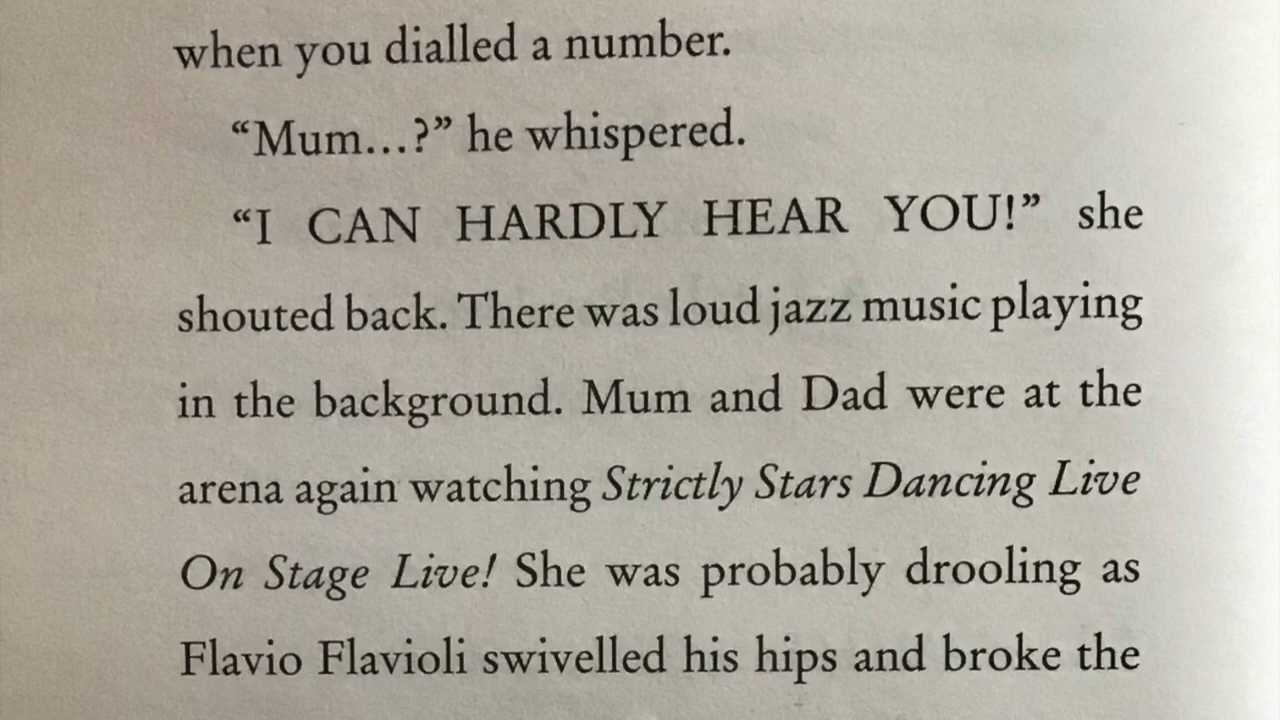 when you dialled a number.
“Mum...?” he whispered.
“I CAN HARDLY HEAR YOU!” she
shouted back. There was loud jazz music playing
in the background. Mum and Dad were at the
arena again watching Strictly Stars Dancing Live
On Stage Live! She was probably drooling as
Flavio Flavioli swivelled his hips and broke the